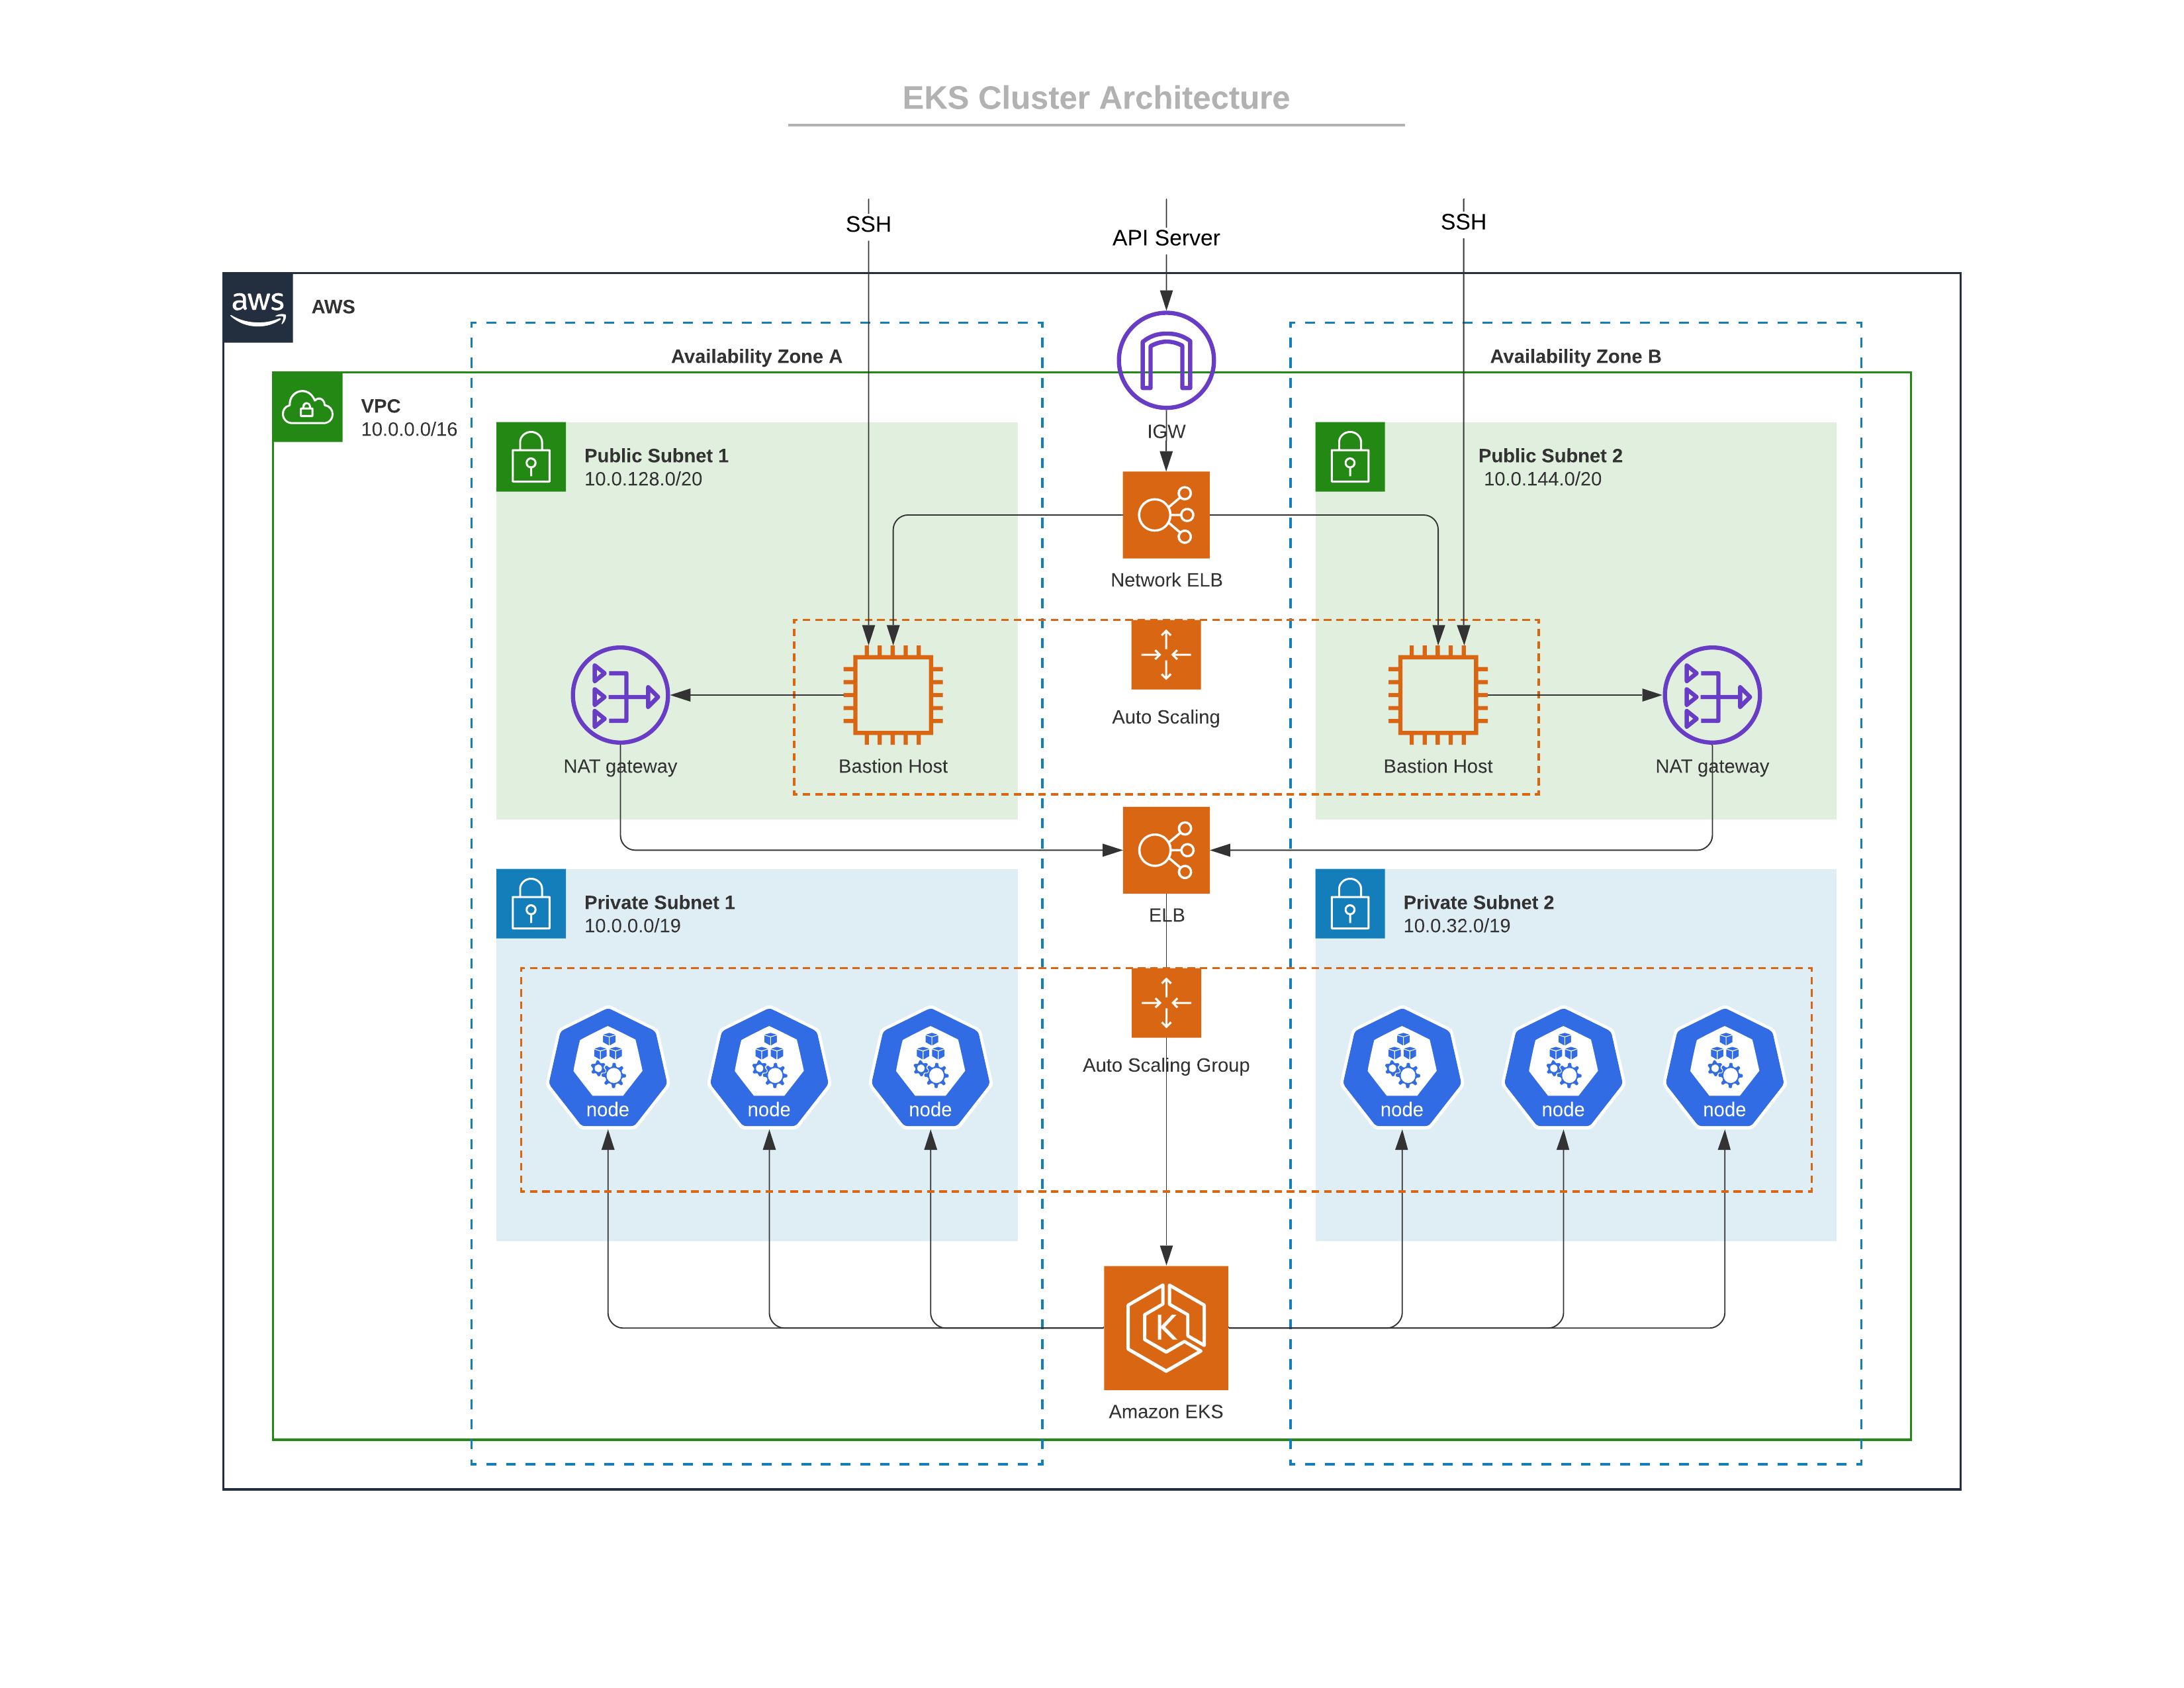 EKS Cluster Architecture
SSH
API Server
SSH
aws
AWS
Availability Zone A
Availability Zone B
VPC
10.0.0.0/16
IGW
Public Subnet 1
10.0.128.0/20
Public Subnet 2
10.0.144.0/20
Network ELB
Auto Scaling
NAT gateway
Bastion Host
Bastion Host
NAT gateway
ELB
Private Subnet 1
10.0.0.0/19
Private Subnet 2
10.0.32.0/19
Auto Scaling Group
node
node
node
node
node
node
K
Amazon EKS